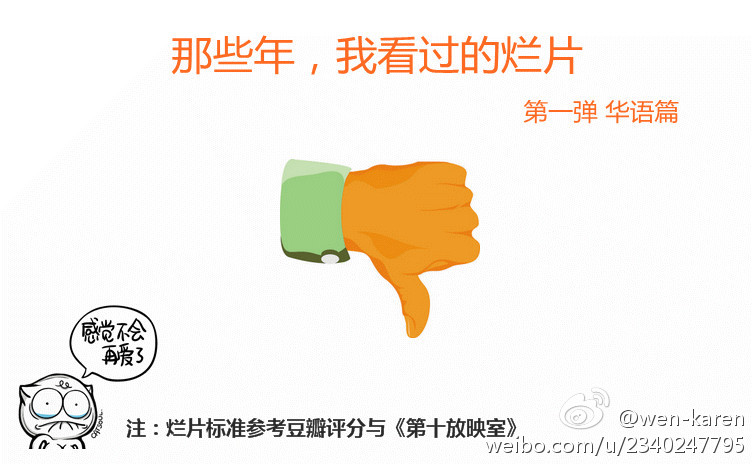 那些年，我看过的烂片
第一弹 华语篇
感觉不会
再爱了
注：烂片标准参考豆瓣评分与《第十放映室》
@wen-karen
weibo.com/u/2340247795